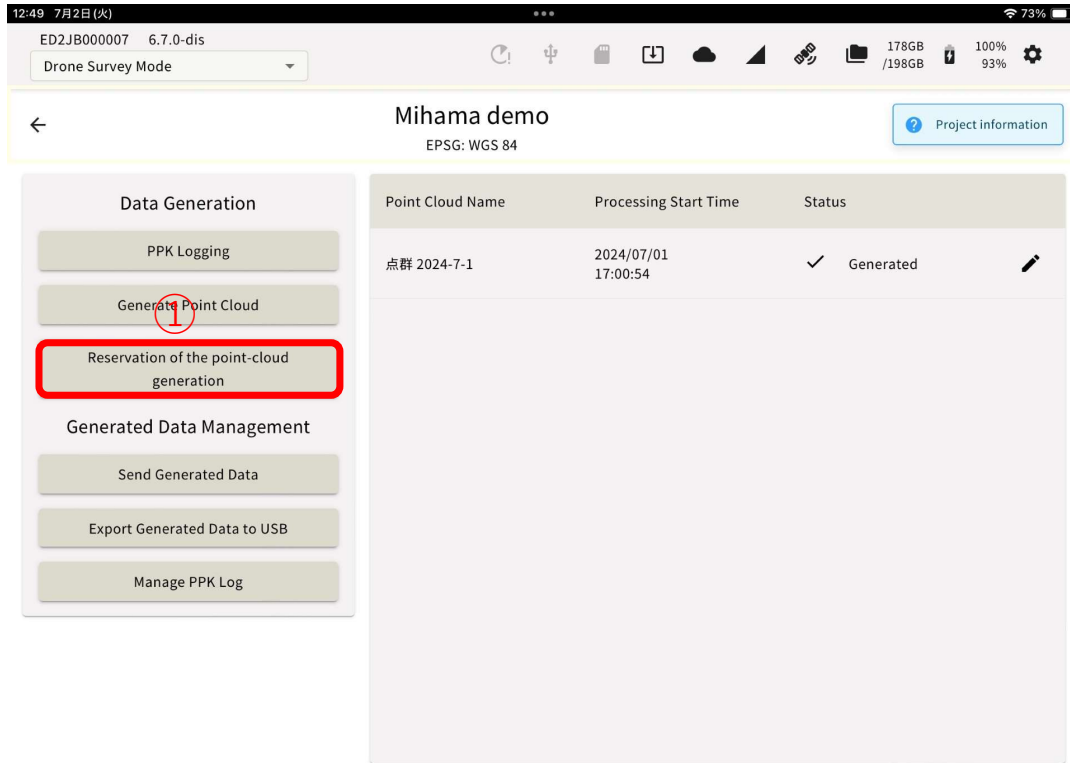 12:49 7月2日(火)
73%
ED2JB000007 6.7.0-dis
Drone Survey Mode
178GB
/198GB
100%
93%
Mihama demo
EPSG: WGS 84
? Project information
Data Generation
PPK Logging
Generate Point Cloud
①
Reservation of the point-cloud
generation
Generated Data Management
Send Generated Data
Export Generated Data to USB
Manage PPK Log
Point Cloud Name Processing Start Time Status
点群 2024-7-1
2024/07/01
17:00:54
Generated